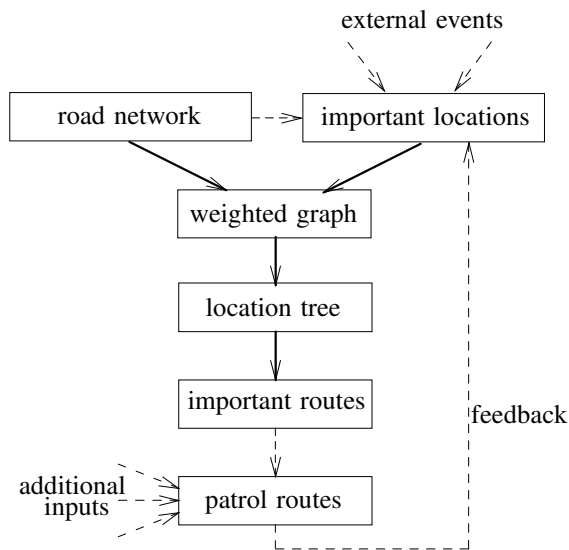 external events
road network
important locations
weighted graph
location tree
important routes
feedback
additional
inputs
patrol routes